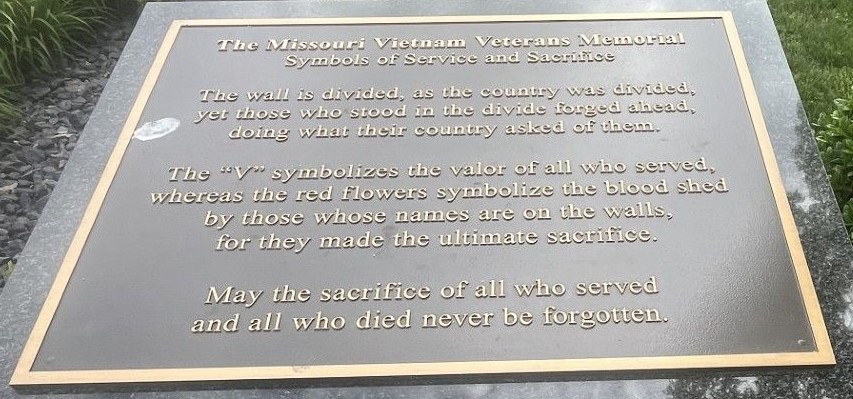 The Missouri Vietnam Veterans Memorial
Symbols of Service and Sacrifice
The wall is divided, as the country was divided,
yet those who stood in the divide forged ahead,
doing what their country asked of them.
The "V" symbolizes the valor of all who served,
whereas the red flowers symbolize the blood shed
by those whose names are on the walls,
for they made the ultimate sacrifice.
May the sacrifice of all who served
and all who died never be forgotten.